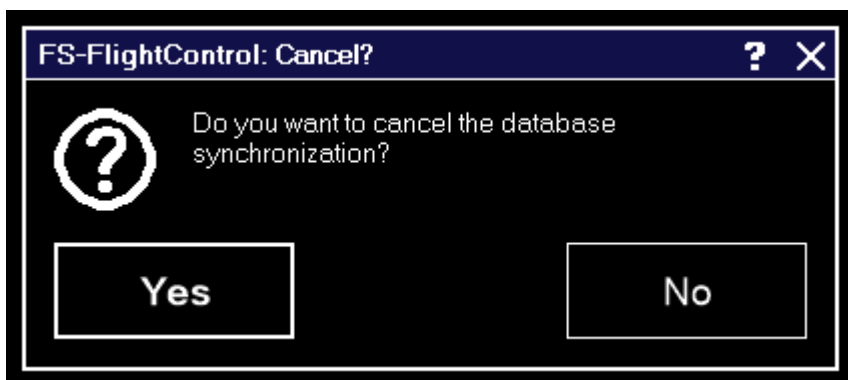 FS-FlightControl: Cancel? ?
Do you want to cancel the database
synchronization?
Yes
No